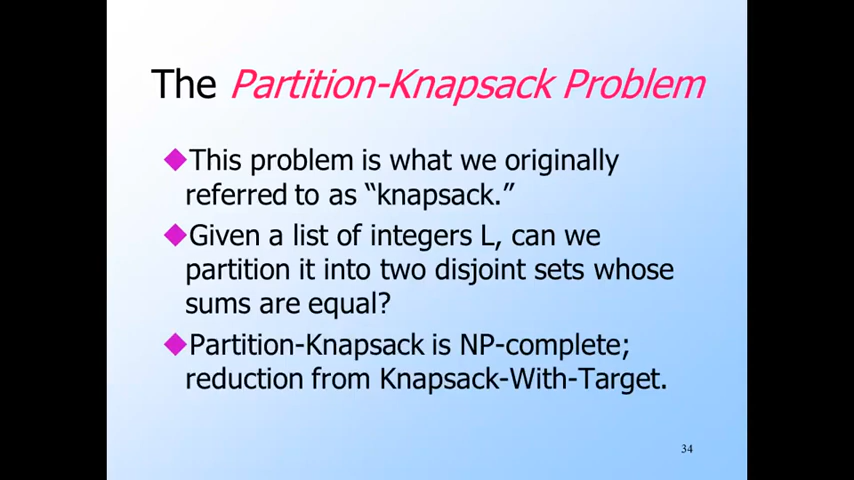 The Partition-Knapsack Problem
This problem is what we originally
referred to as “knapsack.”
Given a list of integers L, can we
partition it into two disjoint sets whose
sums are equal?
Partition-Knapsack is NP-complete;
reduction from Knapsack-With-Target.
34